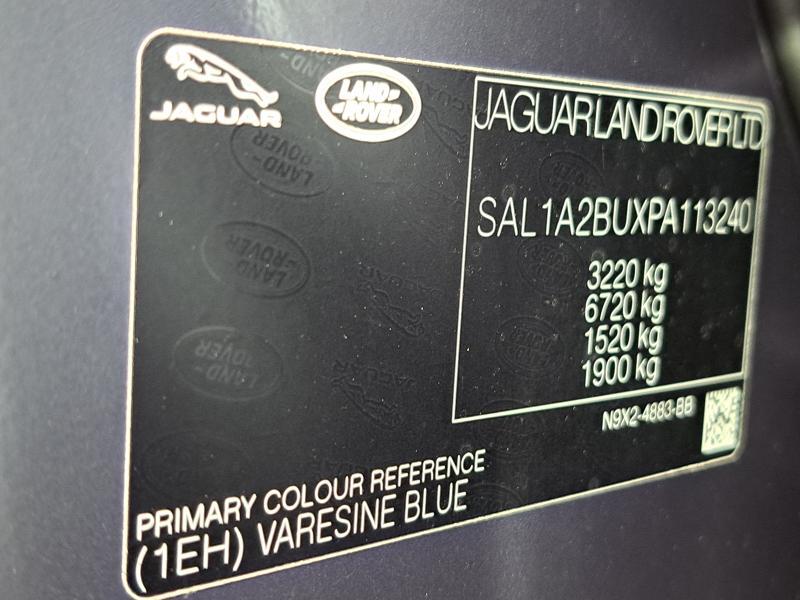 JAGUAR
LAND-
-ROVER
JAGUAR LAND ROVER LTD
SAL1A2BUXPA113240
3220 kg
6720 kg
1520 kg
1900 kg
N9X2-4883-BB
PRIMARY COLOUR REFERENCE
(1EH) VARESINE BLUE